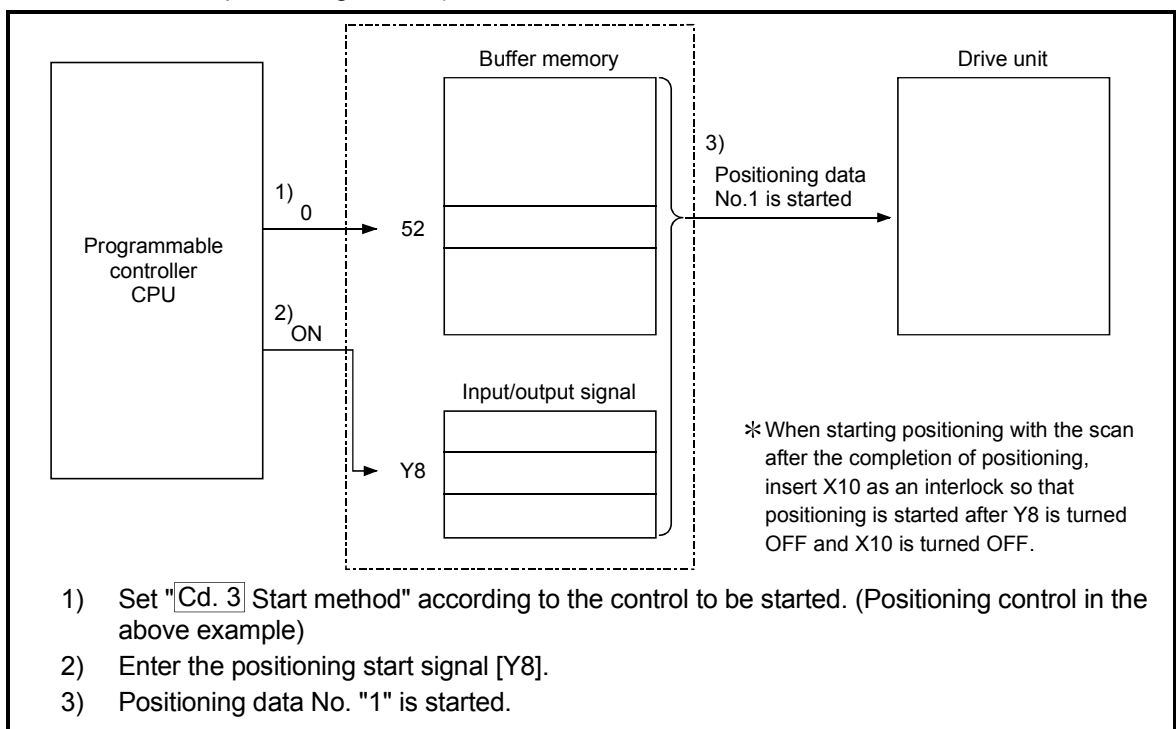 Buffer memory
Drive unit
3)
Positioning data
No.1 is started
1)
0
52
Programmable
controller
CPU
2)
ON
Input/output signal
Y8
＊When starting positioning with the scan
after the completion of positioning,
insert X10 as an interlock so that
positioning is started after Y8 is turned
OFF and X10 is turned OFF.
1) Set "Cd. 3 Start method" according to the control to be started. (Positioning control in the
above example)
2) Enter the positioning start signal [Y8].
3) Positioning data No. "1" is started.